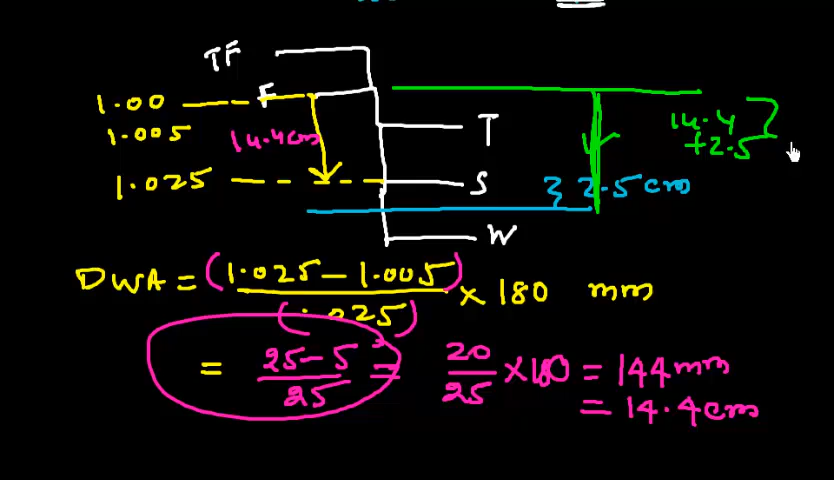 TF
1.00 F
1.005 14.4cm T 14.4
+2.5
1.025 S 2.5cm
W
DWA = (1.025 - 1.005) / (.025) × 180 mm
= 25-5 / 25 = 20 / 25 × 180 = 144mm
= 14.4cm